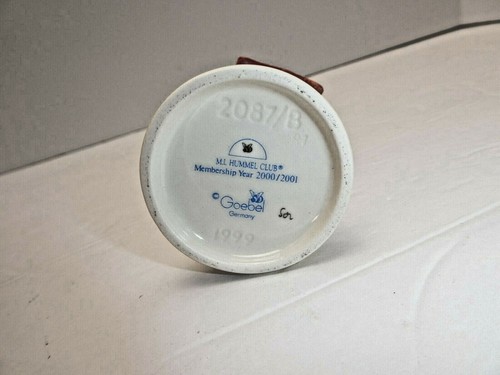 2087/B
M.I. HUMMEL CLUB®
Membership Year 2000/2001
© Goebel
Germany
1999